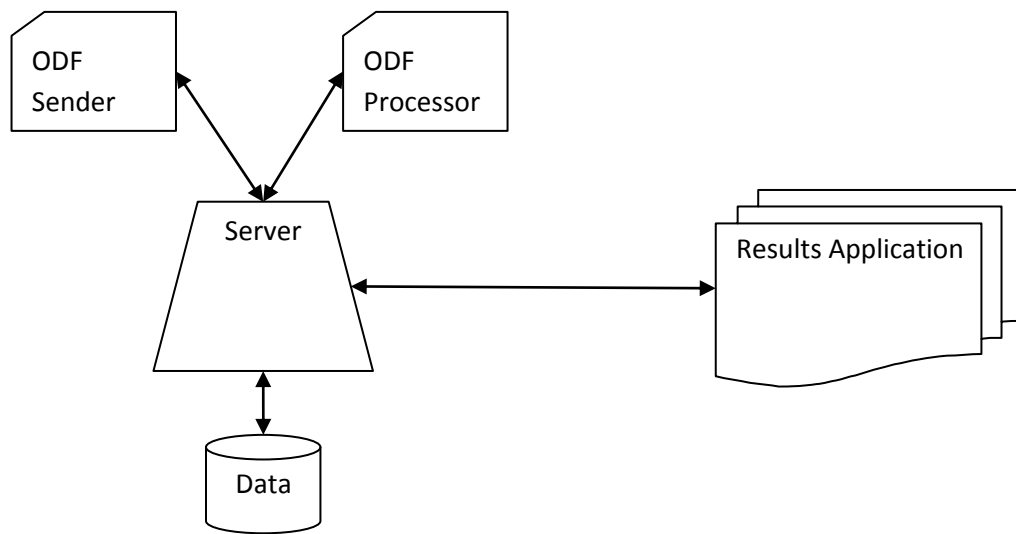 ODF
Sender
ODF
Processor
Server
Results Application
Data